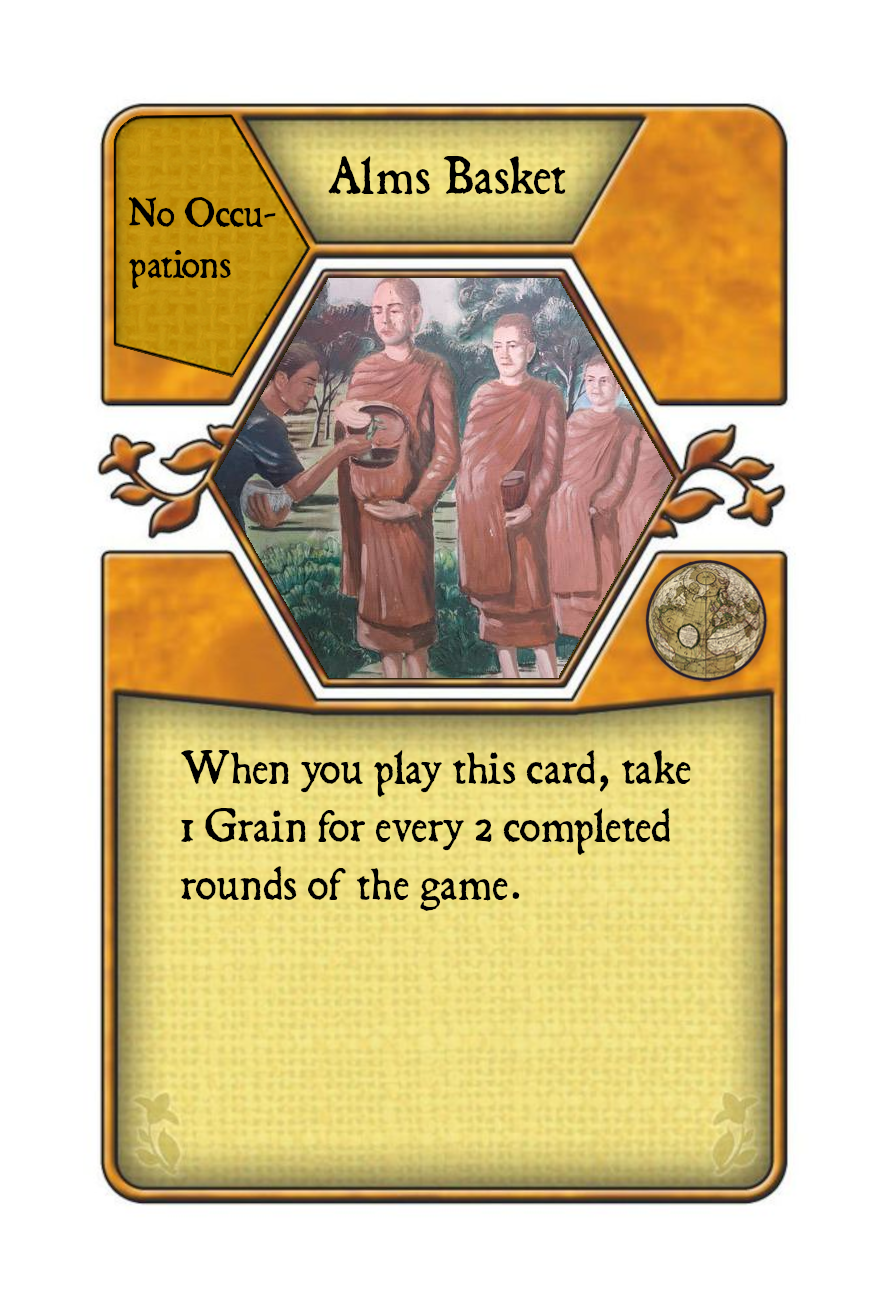 Alms Basket
No Occu-
pations
When you play this card, take
1 Grain for every 2 completed
rounds of the game.